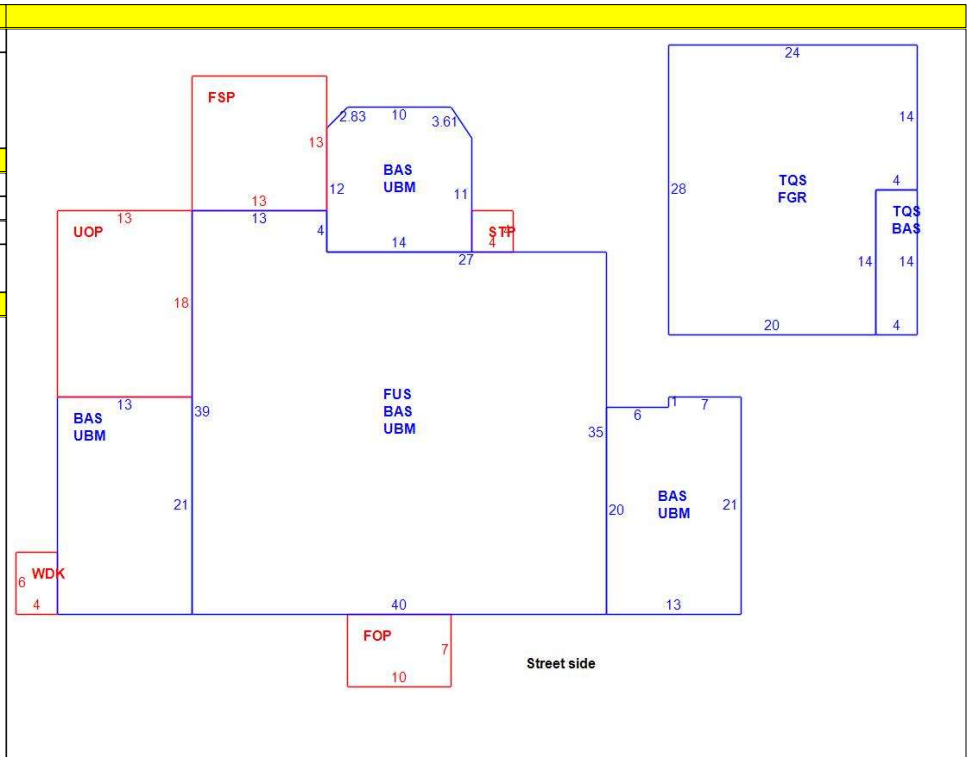 24
FSP
2.83
10
3.61
14
13
BAS
UBM
28
TQS
FGR
4
12
11
13
13
13
TQS
BAS
UOP
4
STP
4
4
14
27
14
14
18
20
4
13
FUS
BAS
UBM
1
7
BAS
UBM
39
6
35
21
20
BAS
UBM
21
WDK
6
4
40
13
FOP
7
10
Street side